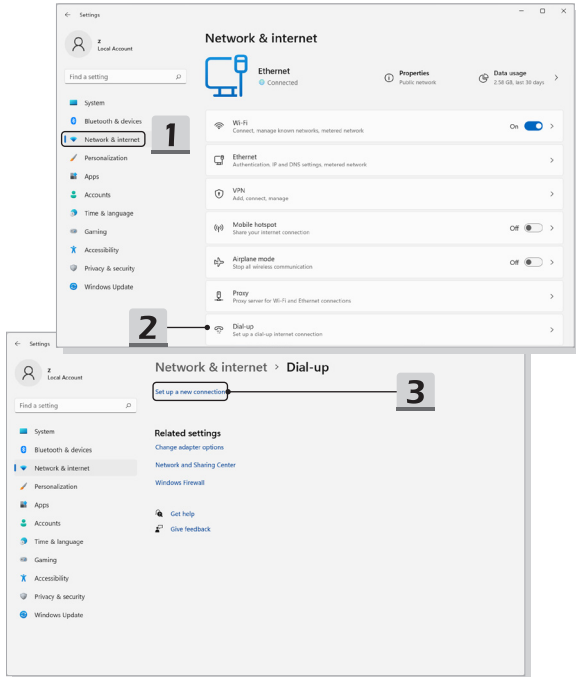 ← Settings
z
Local Account
Find a setting
System
Bluetooth & devices
Network & internet
Personalization
Apps
Accounts
Time & language
Gaming
Accessibility
Privacy & security
Windows Update
1
Network & internet
Ethernet
Connected
Properties
Public network
Data usage
2.58 GB, last 30 days
Wi-Fi
Connect, manage known networks, metered network
On
Ethernet
Authentication, IP and DNS settings, metered network
VPN
Add, connect, manage
Mobile hotspot
Share your internet connection
Off
Airplane mode
Stop all wireless communication
Off
Proxy
Proxy server for Wi-Fi and Ethernet connections
2
Dial-up
Set up a dial-up internet connection
← Settings
z
Local Account
Find a setting
System
Bluetooth & devices
Network & internet
Personalization
Apps
Accounts
Time & language
Gaming
Accessibility
Privacy & security
Windows Update
Network & internet > Dial-up
Set up a new connection
3
Related settings
Change adapter options
Network and Sharing Center
Windows Firewall
Get help
Give feedback